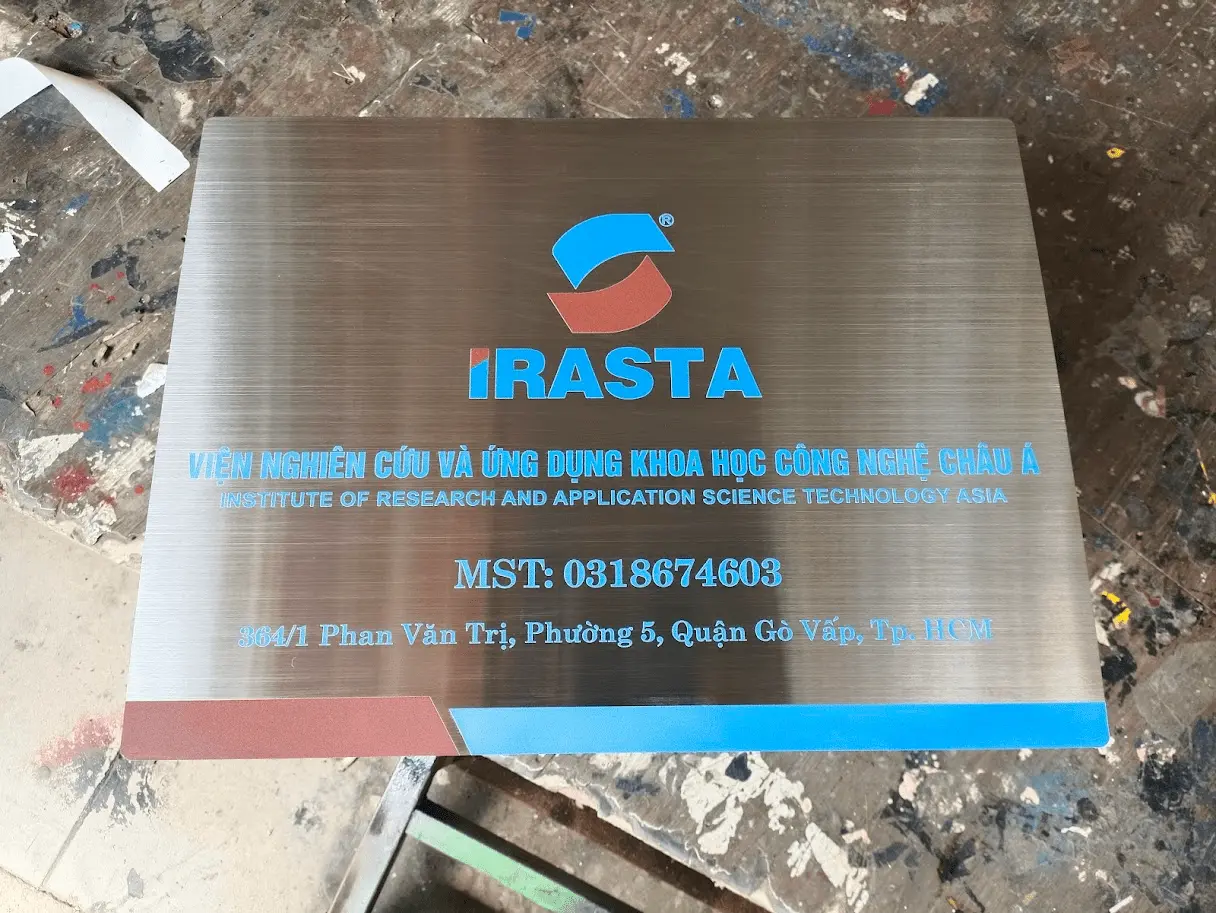 ®
IRASTA
VIỆN NGHIÊN CỨU VÀ ỨNG DỤNG KHOA HỌC CÔNG NGHỆ CHÂU Á
INSTITUTE OF RESEARCH AND APPLICATION SCIENCE TECHNOLOGY ASIA
MST: 0318674603
364/1 Phan Văn Trị, Phường 5, Quận Gò Vấp, Tp. HCM